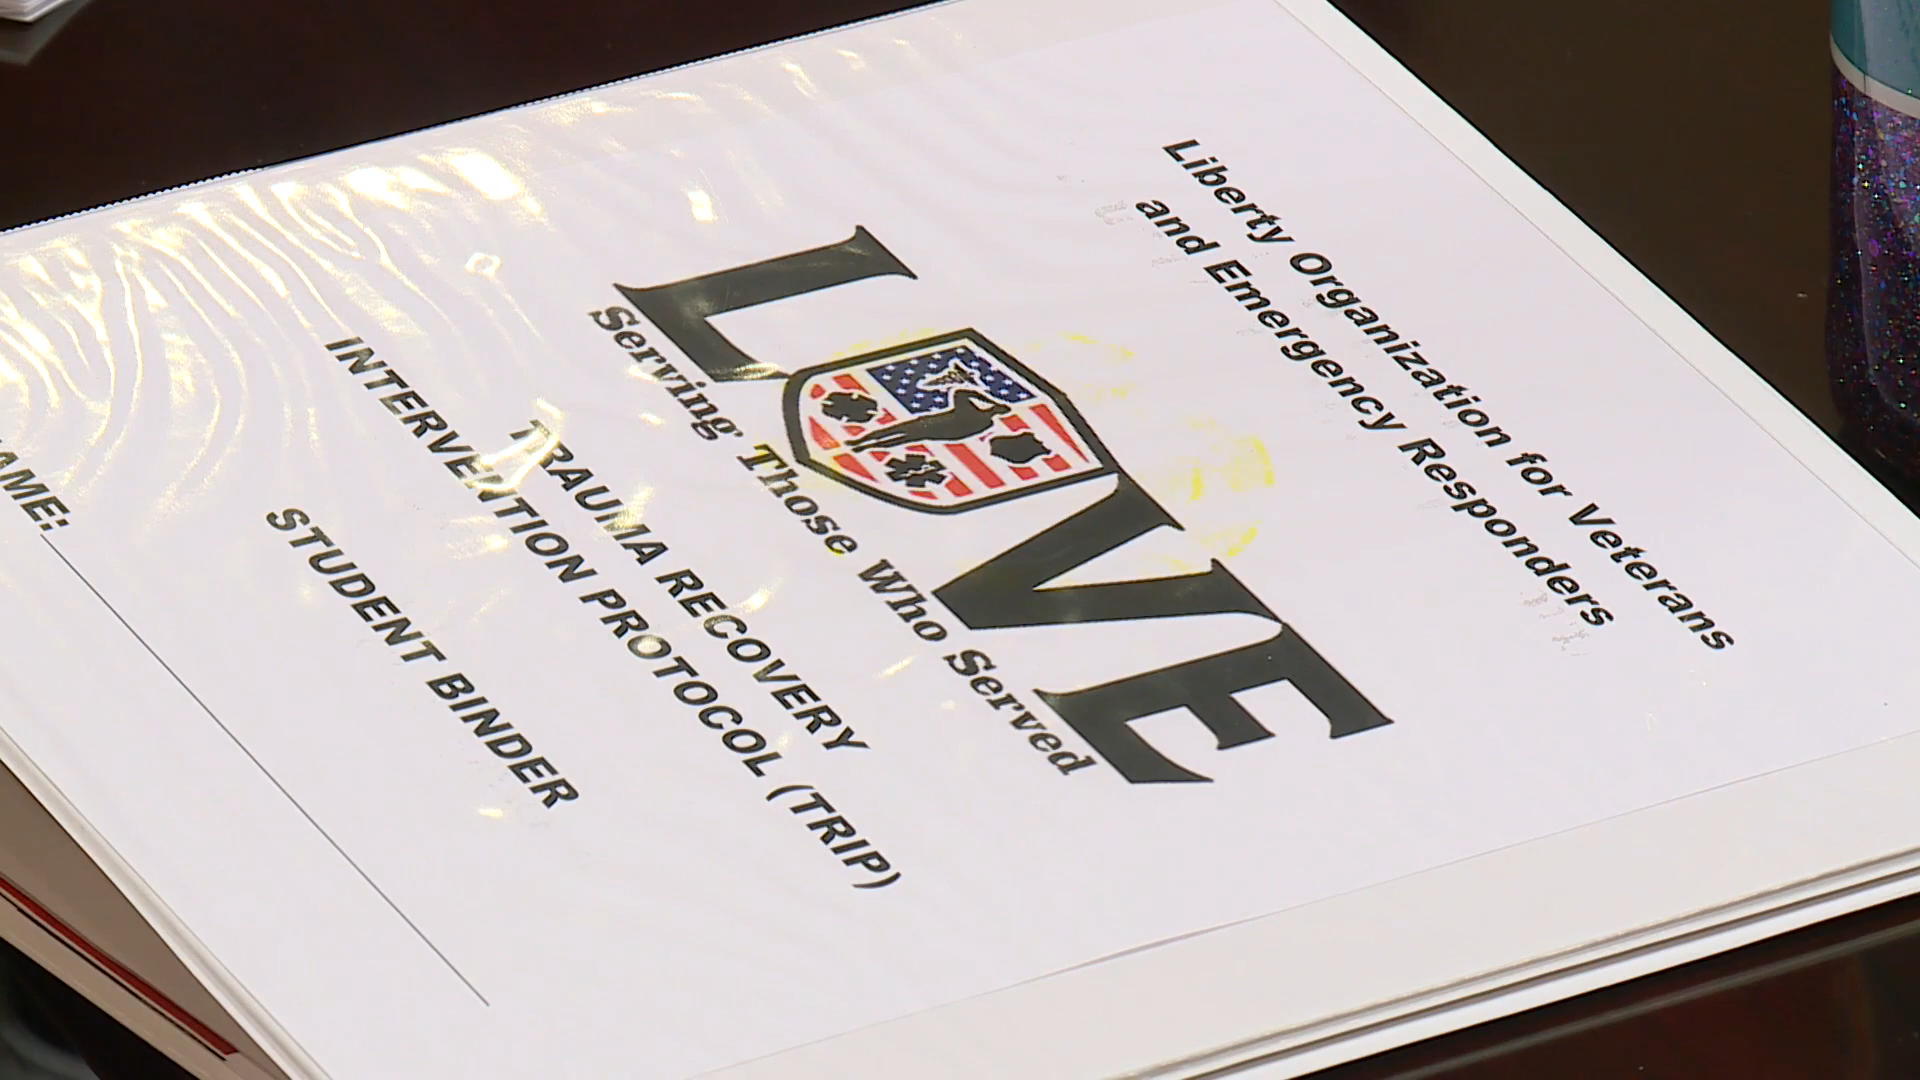 Liberty Organization for Veterans
and Emergency Responders
LOVE
Serving Those Who Served
TRAUMA RECOVERY
INTERVENTION PROTOCOL (TRIP)
STUDENT BINDER
AME: